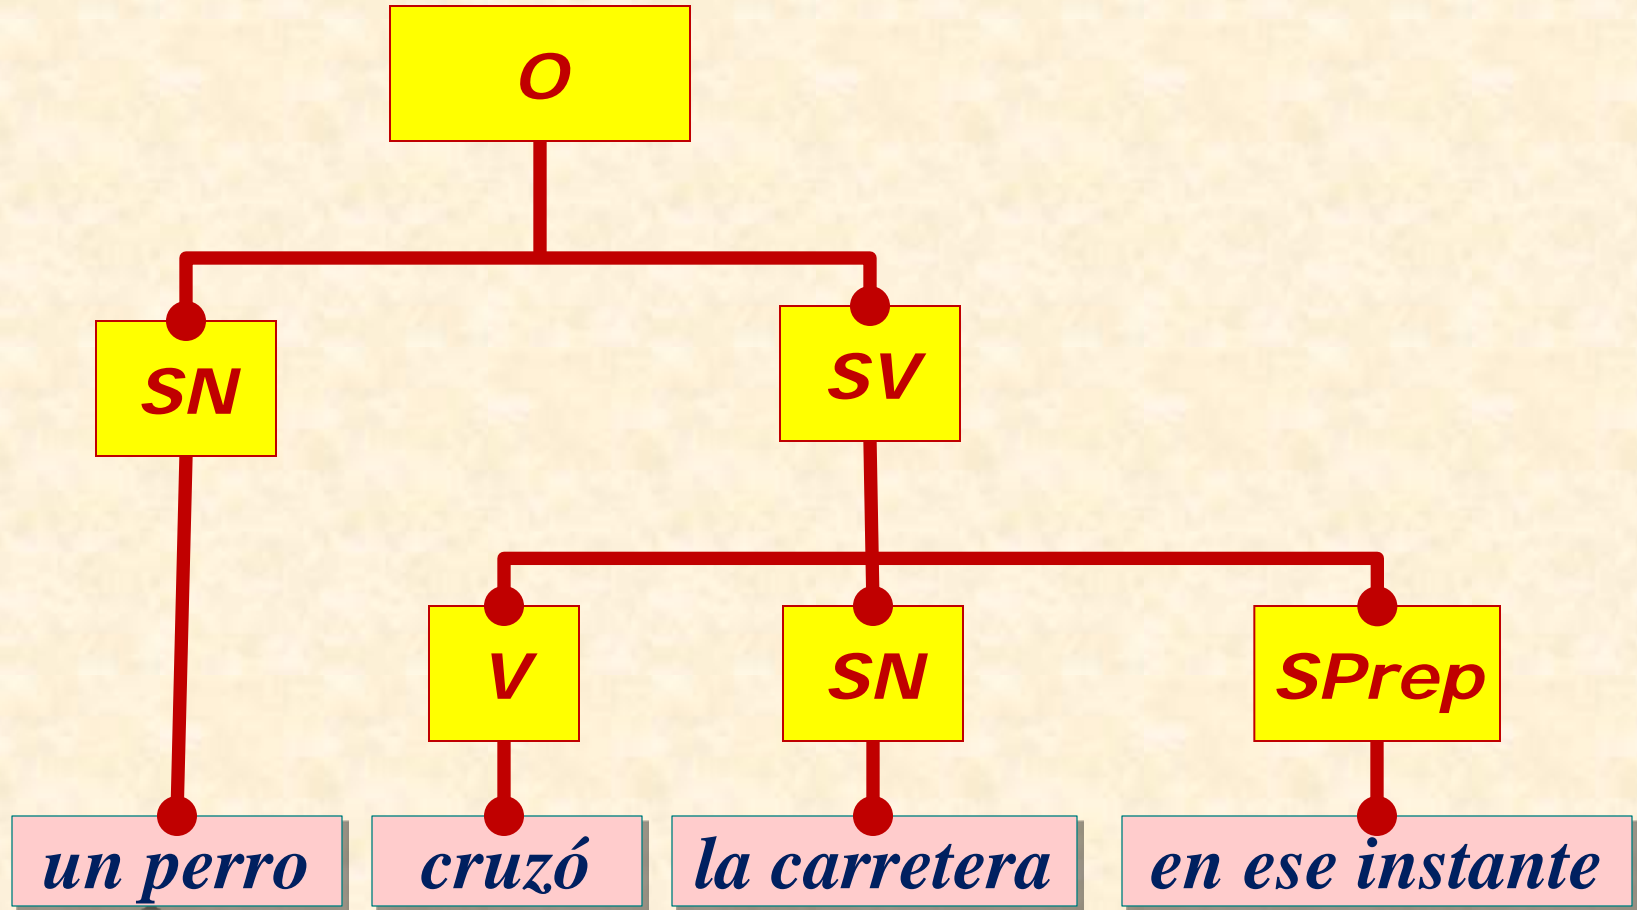 O
SN
SV
V
SN
SPrep
un perro
cruzó
la carretera
en ese instante